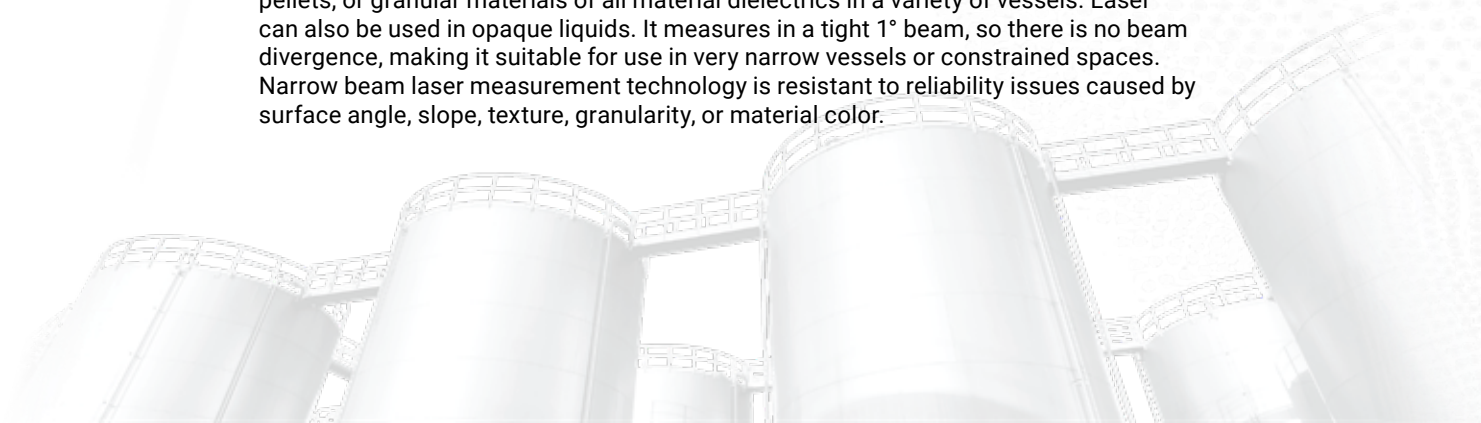 pellets, or granular materials of all material dielectrics in a variety of vessels. Laser
can also be used in opaque liquids. It measures in a tight 1° beam, so there is no beam
divergence, making it suitable for use in very narrow vessels or constrained spaces.
Narrow beam laser measurement technology is resistant to reliability issues caused by
surface angle, slope, texture, granularity, or material color.